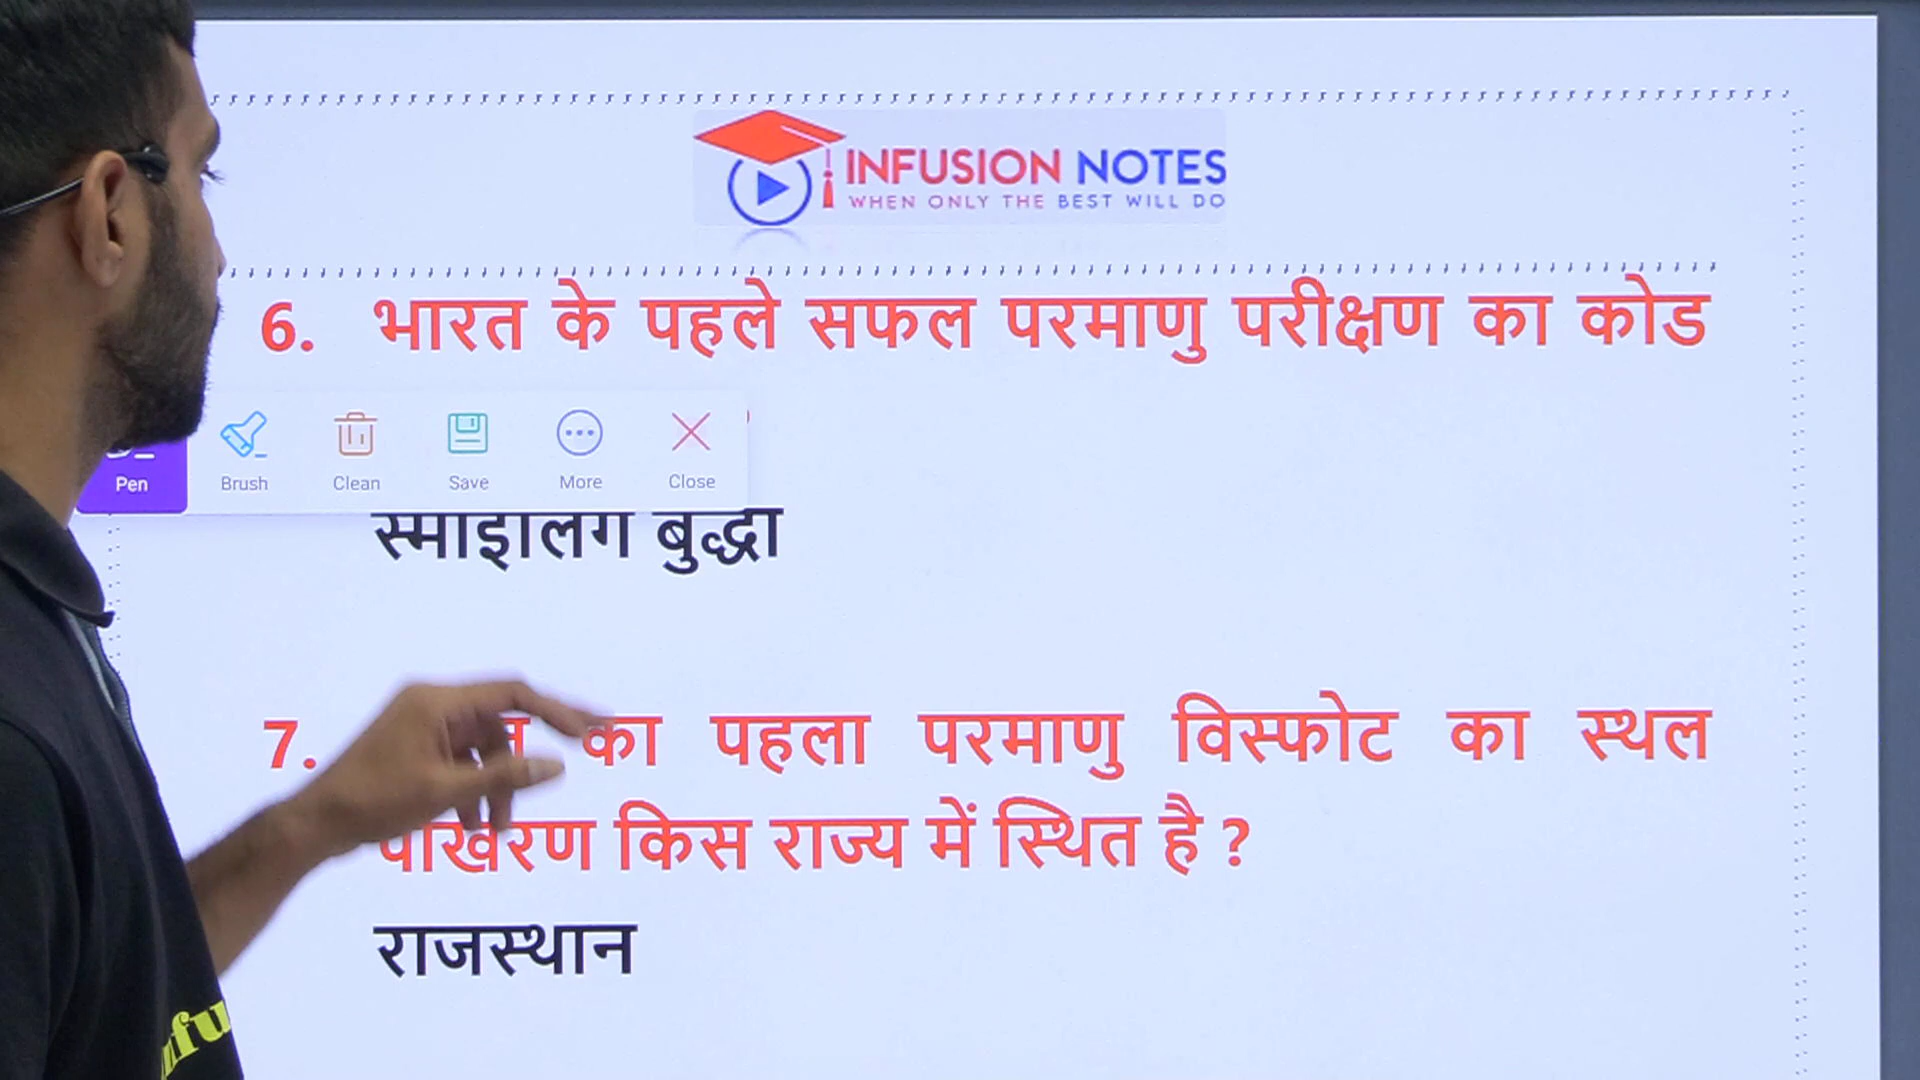 INFUSION NOTES
WHEN ONLY THE BEST WILL DO
6. भारत के पहले सफल परमाणु परीक्षण का कोड
Pen Brush Clean Save More Close
बुद्धा
7. का पहला परमाणु विस्फोट का स्थल
पोखरण किस राज्य में स्थित है ?
राजस्थान